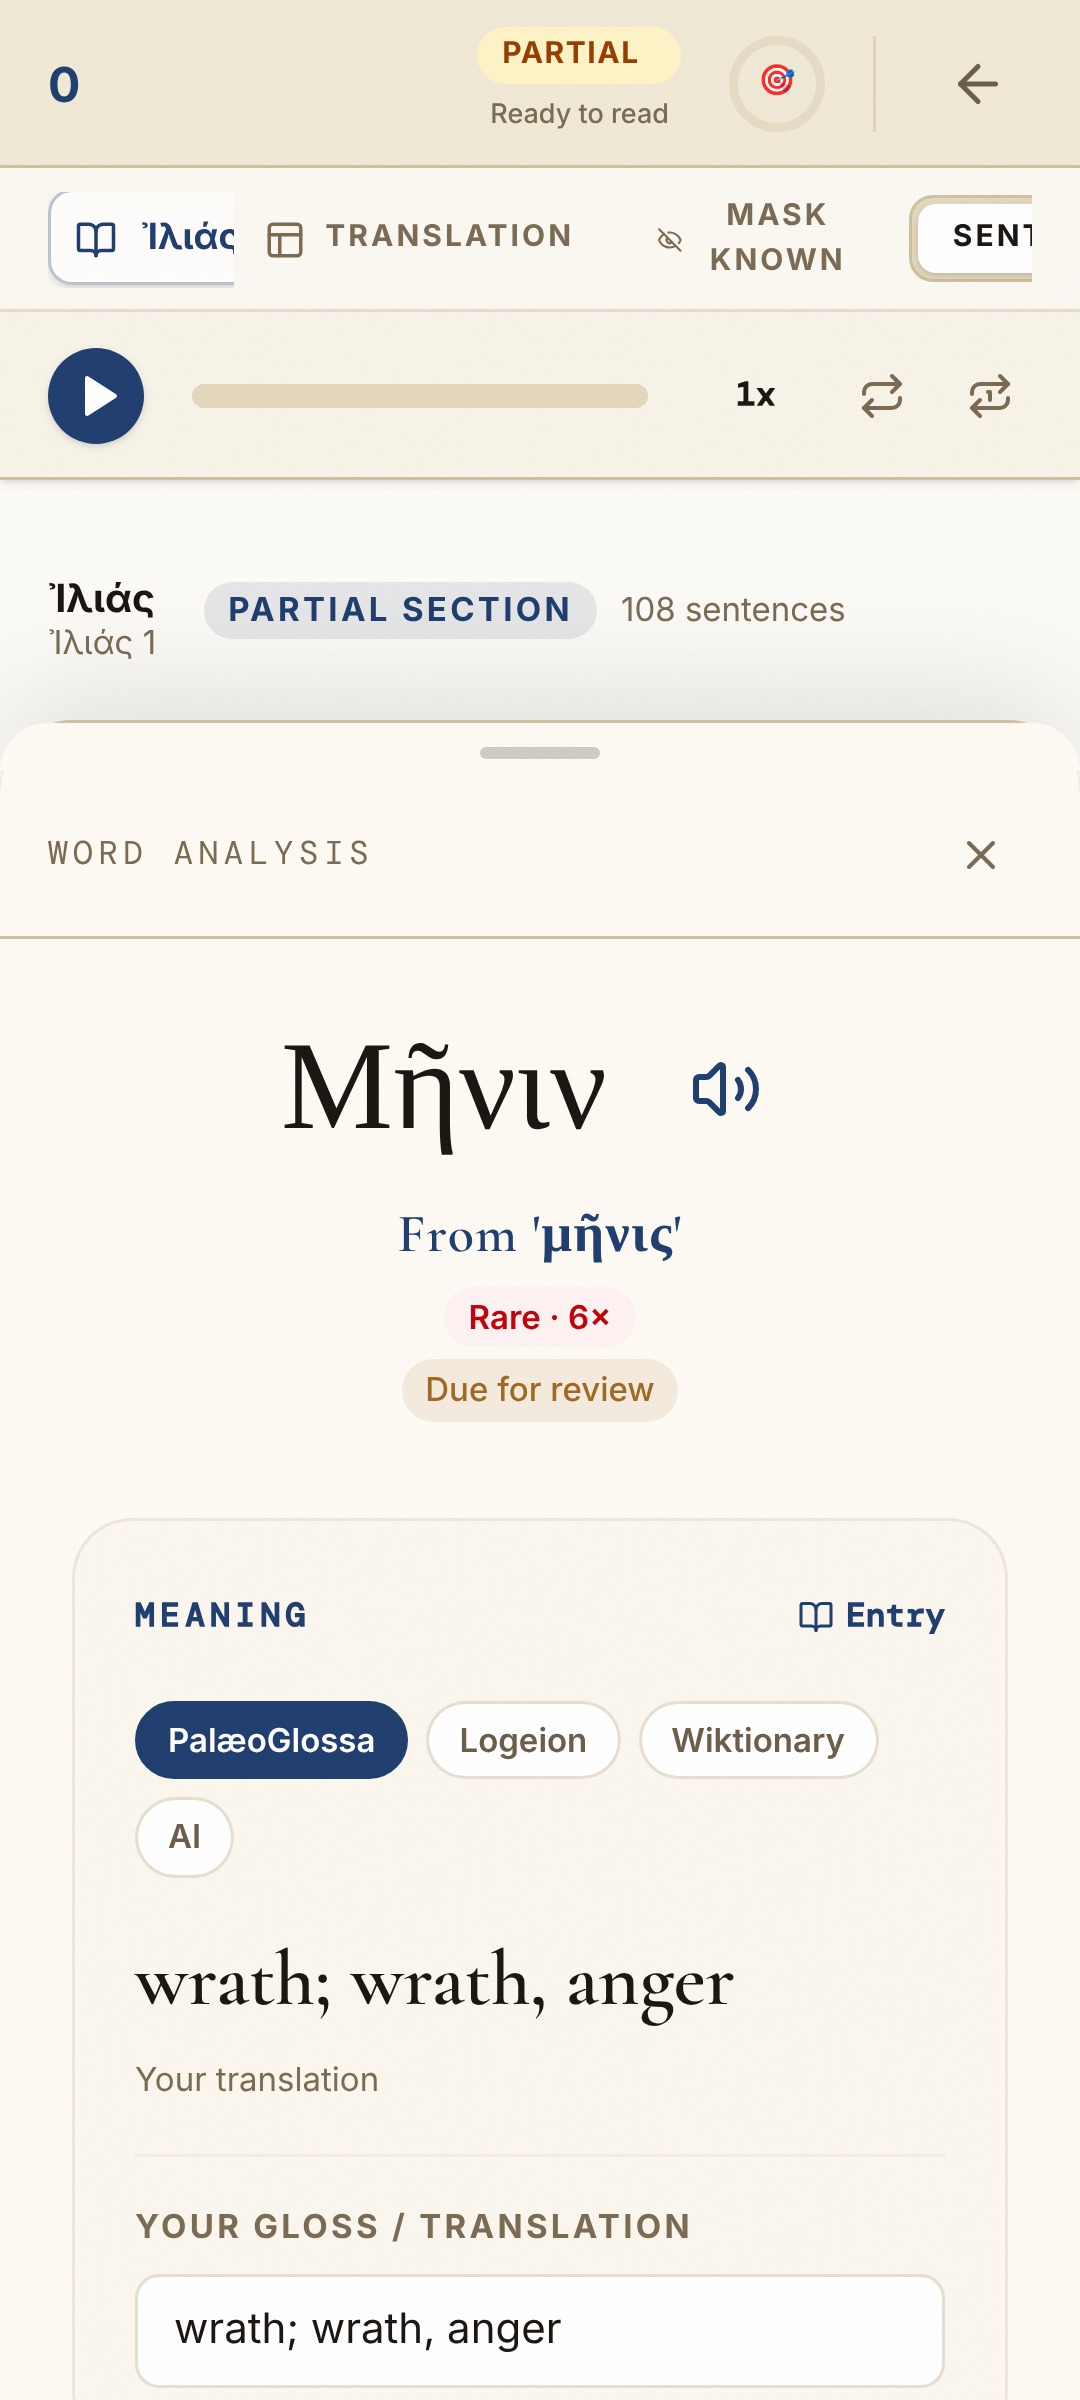 0
PARTIAL
Ready to read
Ἰλιάς
TRANSLATION
MASK
KNOWN
SENT
1x
Ἰλιάς
PARTIAL SECTION
108 sentences
Ἰλιάς 1
WORD ANALYSIS
Μῆνιν
From 'μῆνις'
Rare · 6×
Due for review
MEANING
Entry
PalæoGlossa
Logeion
Wiktionary
AI
wrath; wrath, anger
Your translation
YOUR GLOSS / TRANSLATION
wrath; wrath, anger